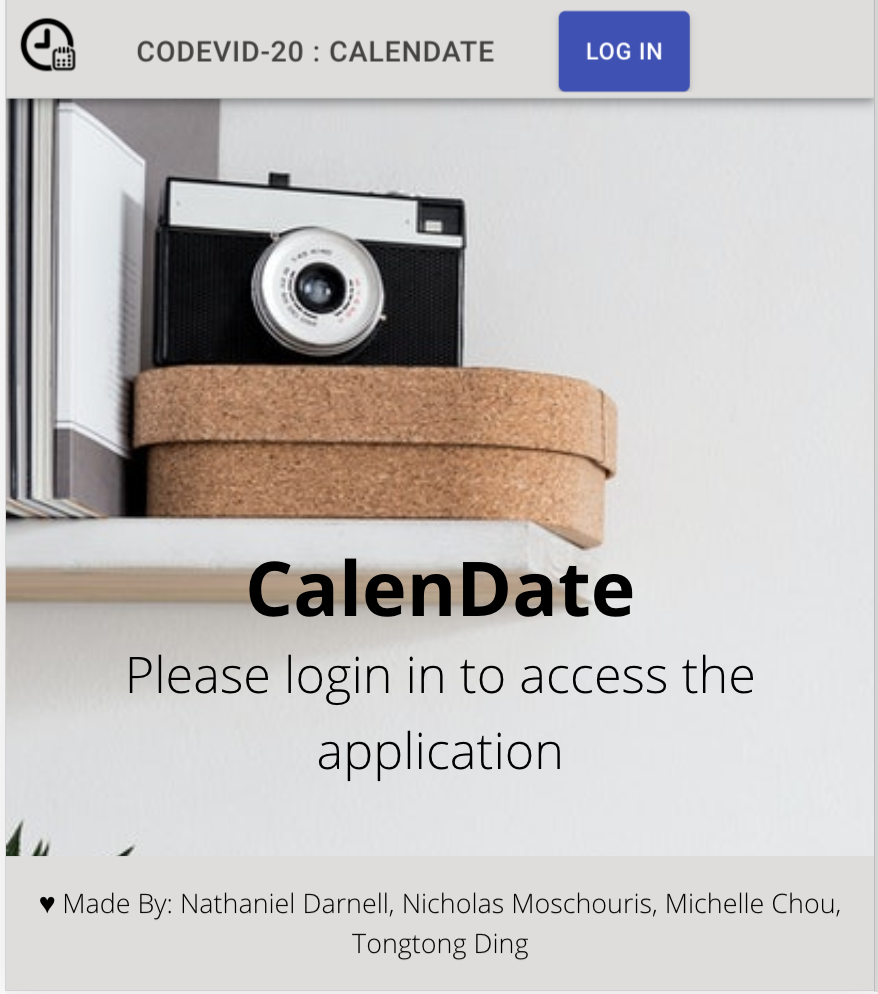 CODEVID-20 : CALENDATE
LOG IN
CalenDate
Please login in to access the
application
♥ Made By: Nathaniel Darnell, Nicholas Moschouris, Michelle Chou,
Tongtong Ding